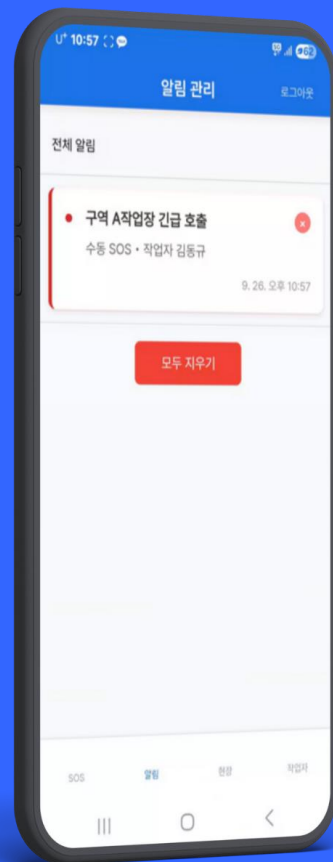 U⁺ 10:57
5G 62
알림 관리
로그아웃
전체 알림
구역 A작업장 긴급 호출
수동 SOS • 작업자 김동규
9. 26. 오후 10:57
모두 지우기
SOS
알림
현장
작업자